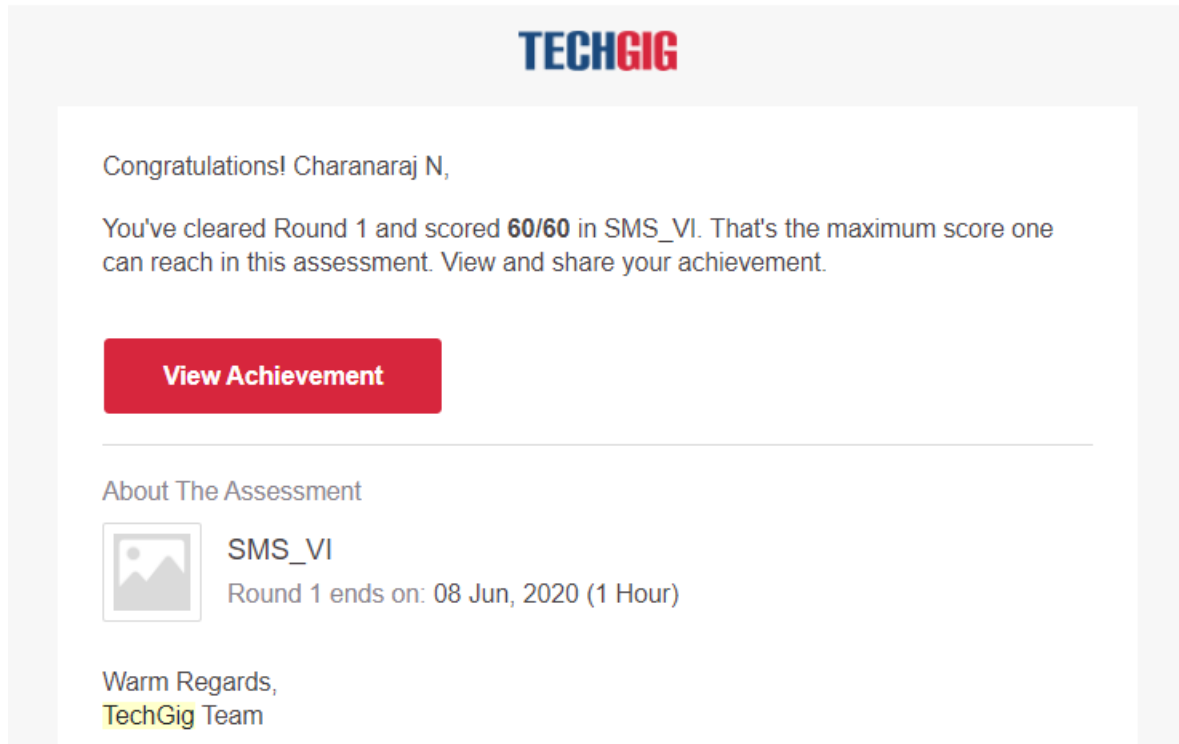 TECHGIG
Congratulations! Charanaraj N,
You've cleared Round 1 and scored 60/60 in SMS_VI. That's the maximum score one
can reach in this assessment. View and share your achievement.
View Achievement
About The Assessment
SMS_VI
Round 1 ends on: 08 Jun, 2020 (1 Hour)
Warm Regards,
TechGig Team